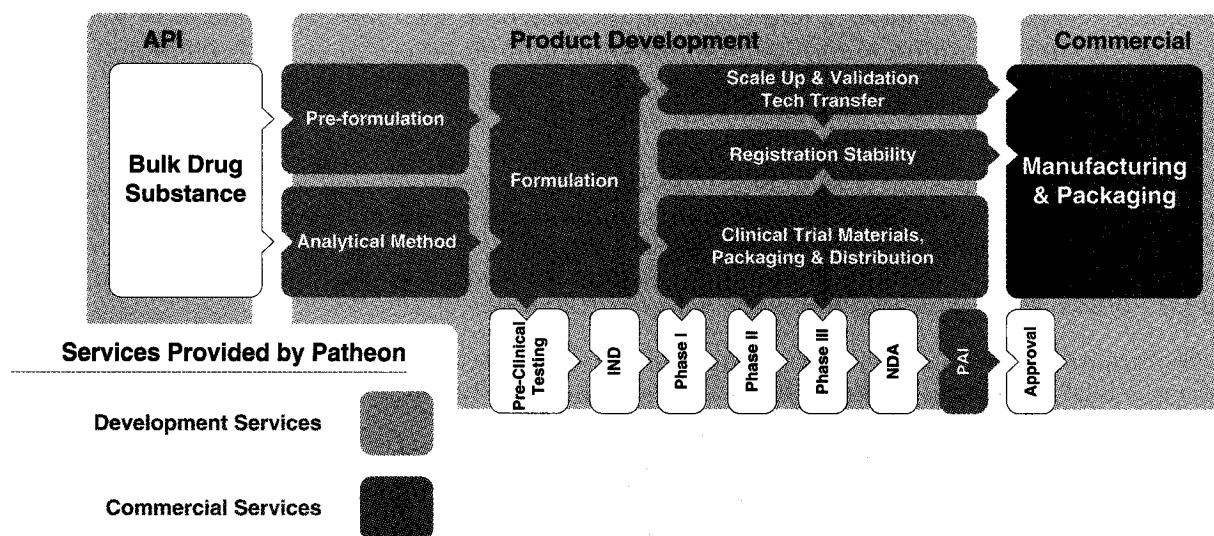 API
Product Development
Commercial
Bulk Drug
Substance
Pre-formulation
Analytical Method
Formulation
Scale Up & Validation
Tech Transfer
Registration Stability
Clinical Trial Materials,
Packaging & Distribution
Manufacturing
& Packaging
Pre-Clinical
Testing
IND
Phase I
Phase II
Phase III
NDA
PAI
Approval
Services Provided by Patheon
Development Services
Commercial Services